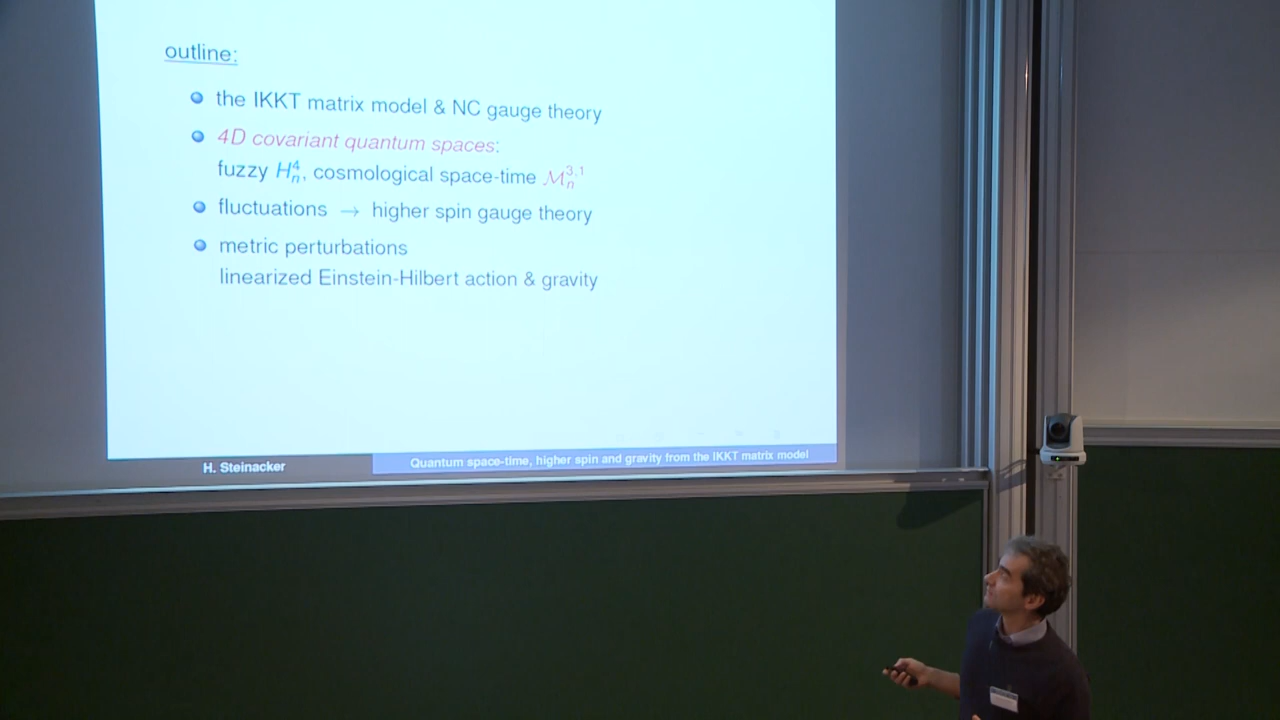 outline:
the IKKT matrix model & NC gauge theory
4D covariant quantum spaces:
fuzzy H⁴ₙ, cosmological space-time ℳ³,¹ₙ
fluctuations → higher spin gauge theory
metric perturbations
linearized Einstein-Hilbert action & gravity
H. Steinacker
Quantum space-time, higher spin and gravity from the IKKT matrix model